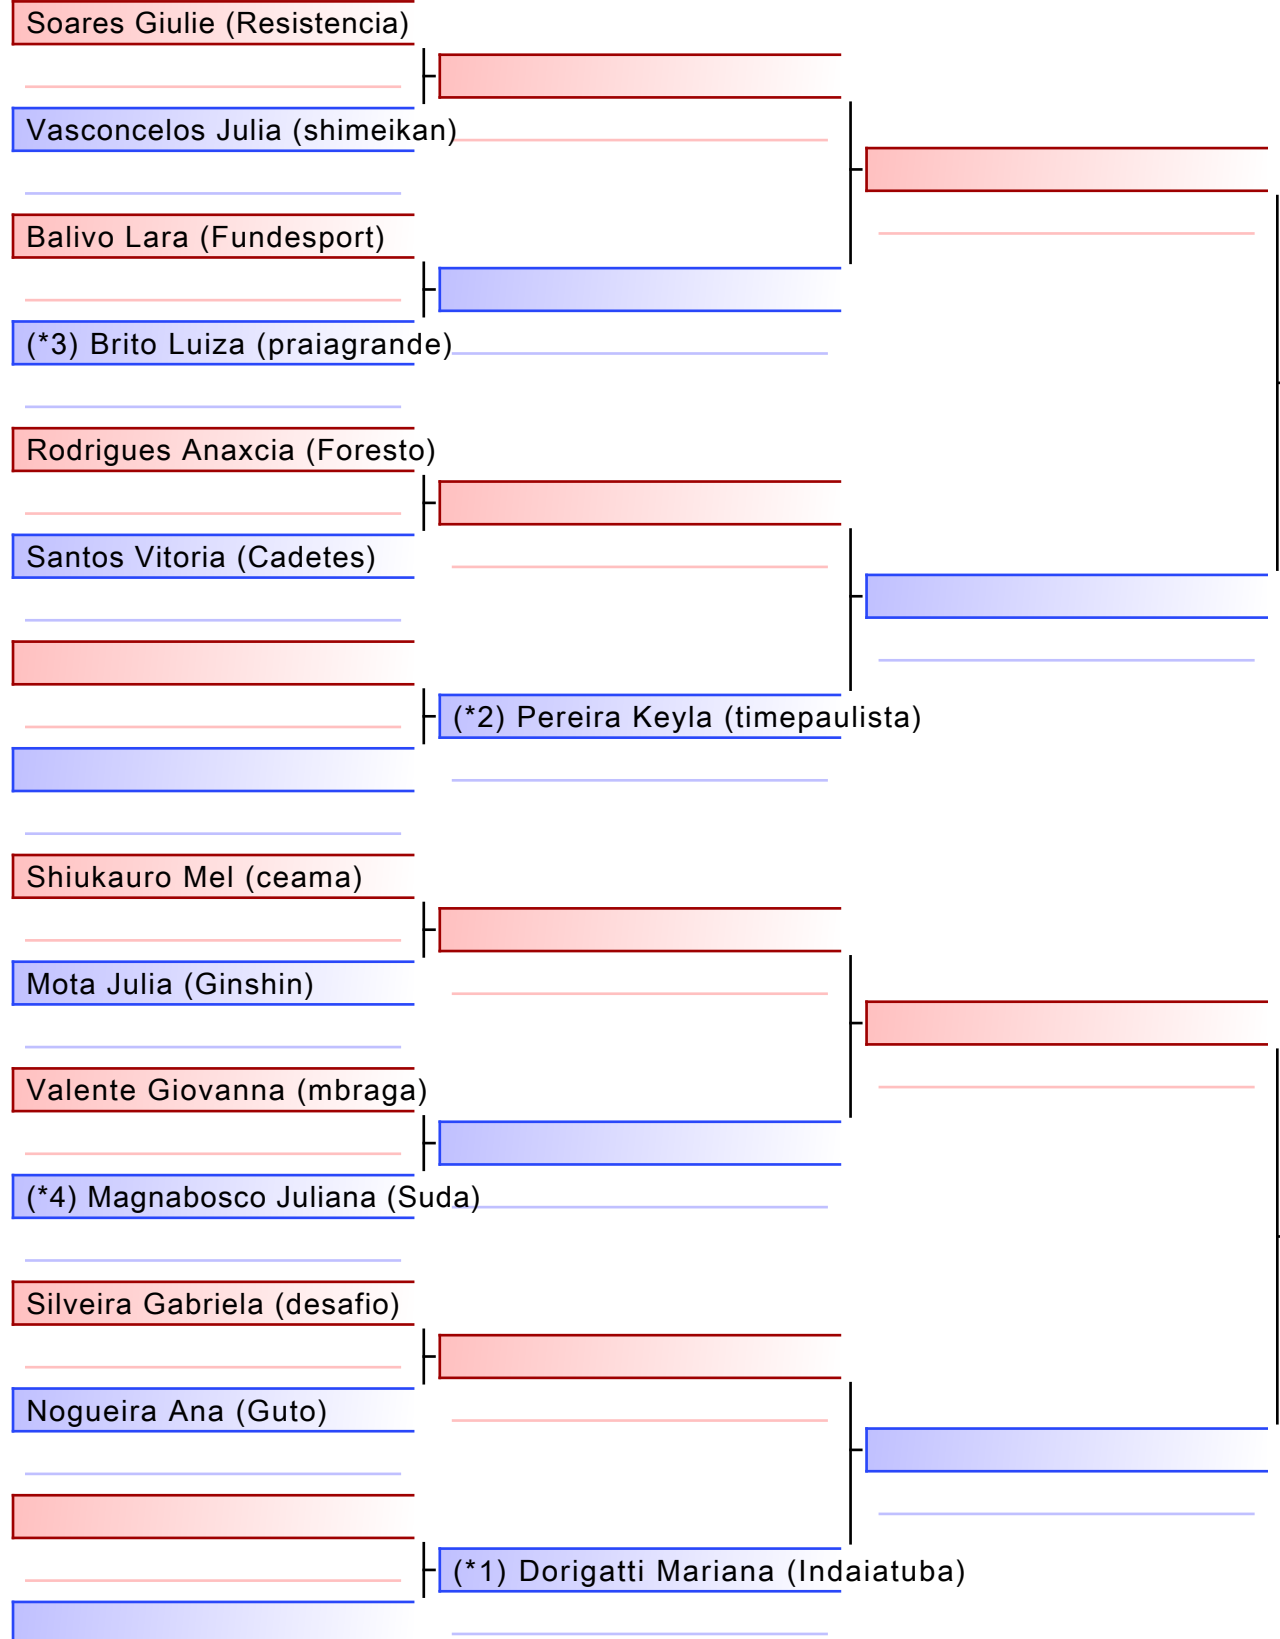 Soares Giulie (Resistencia)
Vasconcelos Julia (shimeikan)
Balivo Lara (Fundesport)
(*3) Brito Luiza (praiagrande)
Rodrigues Anaxcia (Foresto)
Santos Vitoria (Cadetes)
(*2) Pereira Keyla (timepaulista)
Shiukauro Mel (ceama)
Mota Julia (Ginshin)
Valente Giovanna (mbraga)
(*4) Magnabosco Juliana (Suda)
Silveira Gabriela (desafio)
Nogueira Ana (Guto)
(*1) Dorigatti Mariana (Indaiatuba)